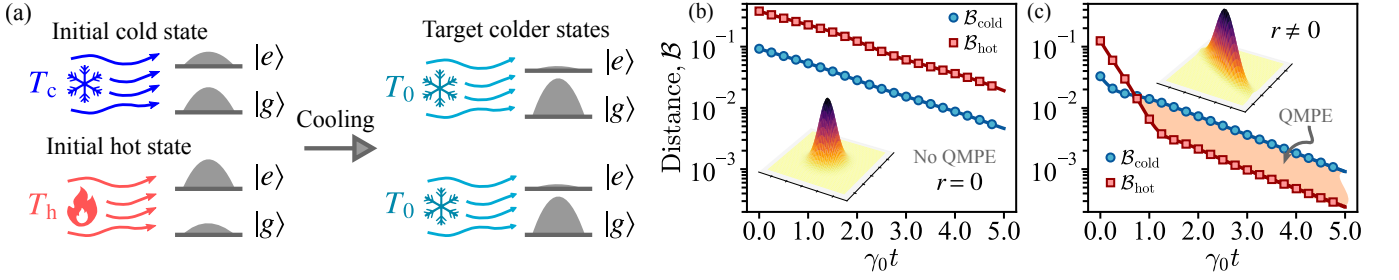 (a)
Initial cold state
T_c
|e⟩
|g⟩
Initial hot state
T_h
|e⟩
|g⟩
Cooling
Target colder states
T_0
|e⟩
|g⟩
T_0
|e⟩
|g⟩
(b)
Distance, ℬ
10⁻¹
10⁻²
10⁻³
ℬ_cold
ℬ_hot
No QMPE
r = 0
0.0 1.0 2.0 3.0 4.0 5.0
γ₀t
(c)
10⁻¹
10⁻²
10⁻³
r ≠ 0
QMPE
ℬ_cold
ℬ_hot
0.0 1.0 2.0 3.0 4.0 5.0
γ₀t